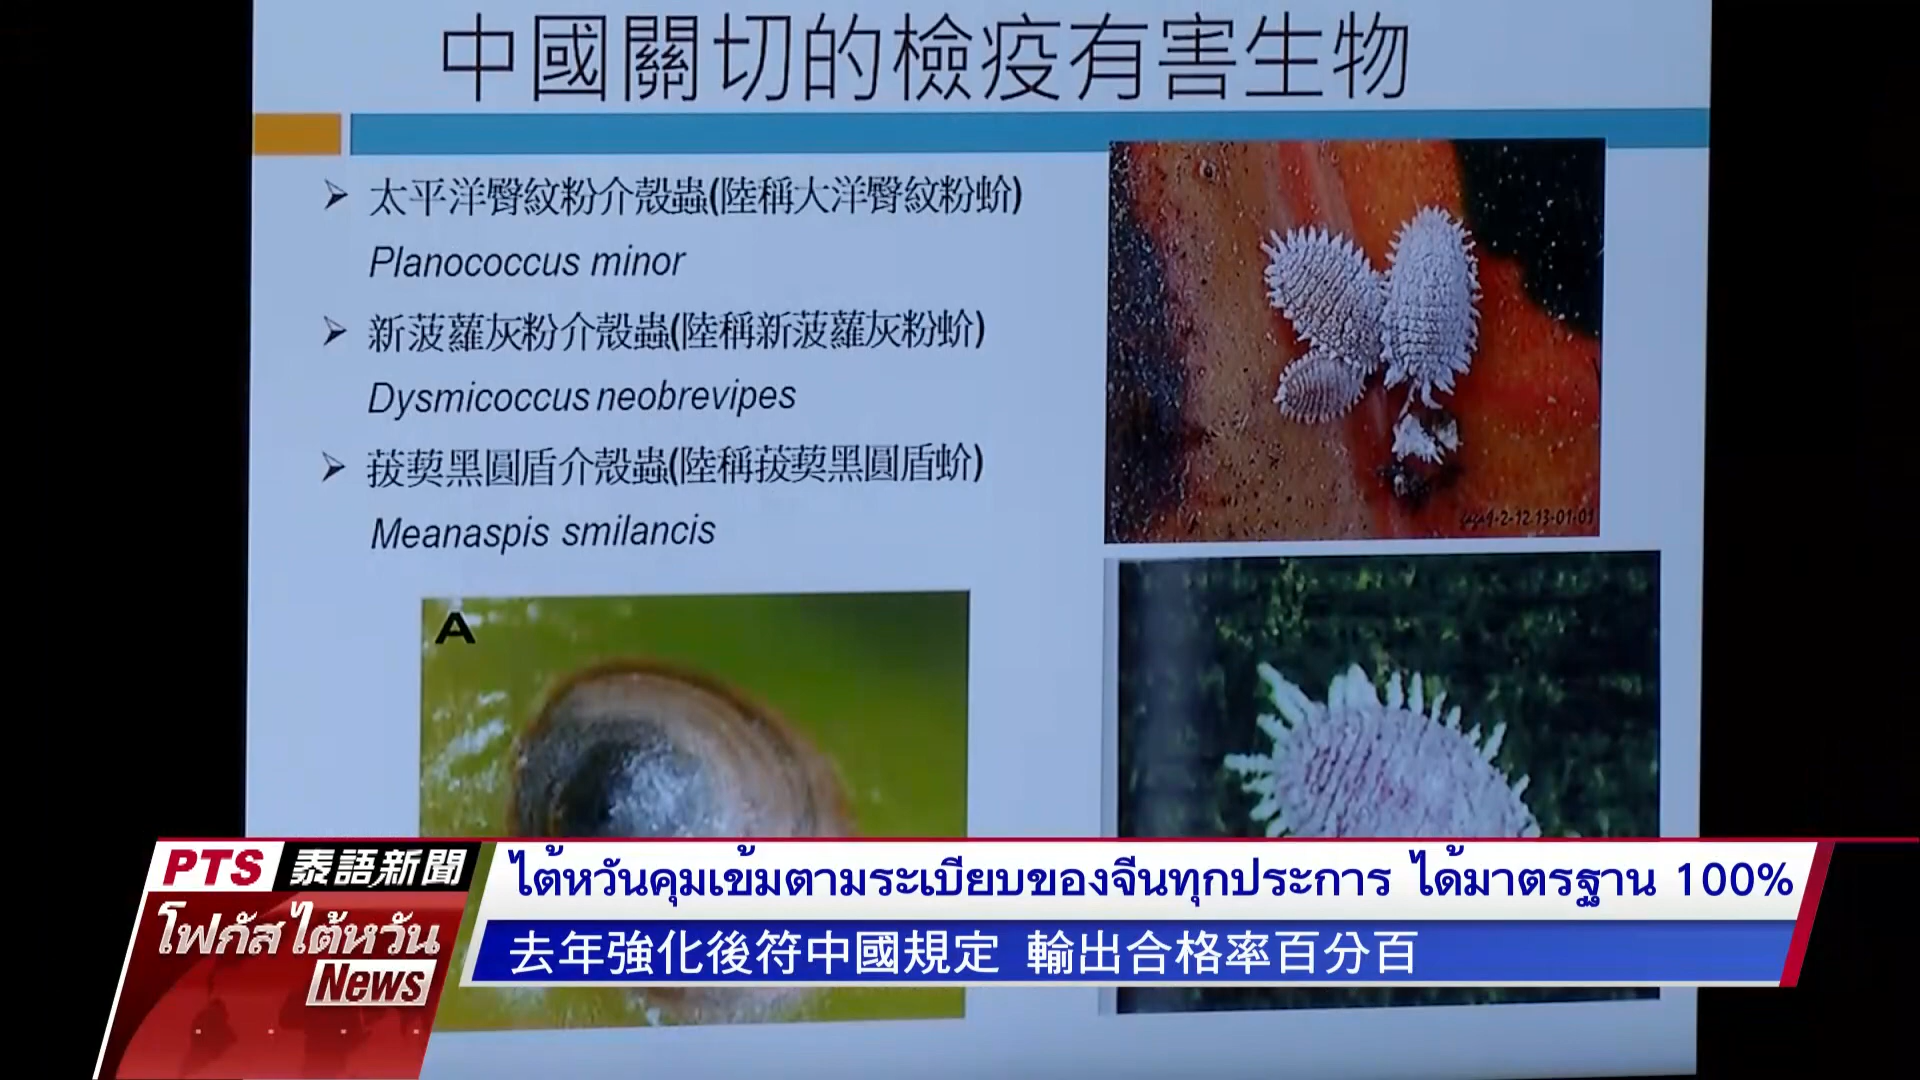 中國關切的檢疫有害生物
➢ 太平洋臀紋粉介殼蟲(陸稱大洋臀紋粉蚧)
Planococcus minor
➢ 新菠蘿灰粉介殼蟲(陸稱新菠蘿灰粉蚧)
Dysmicoccus neobrevipes
➢ 菝葜黑圓盾介殼蟲(陸稱菝葜黑圓盾蚧)
Meanaspis smilancis
A
PTS 泰語新聞
โฟกัสไต้หวัน
News
ไต้หวันคุมเข้มตามระเบียบของจีนทุกประการ ได้มาตรฐาน 100%
去年強化後符中國規定 輸出合格率百分百